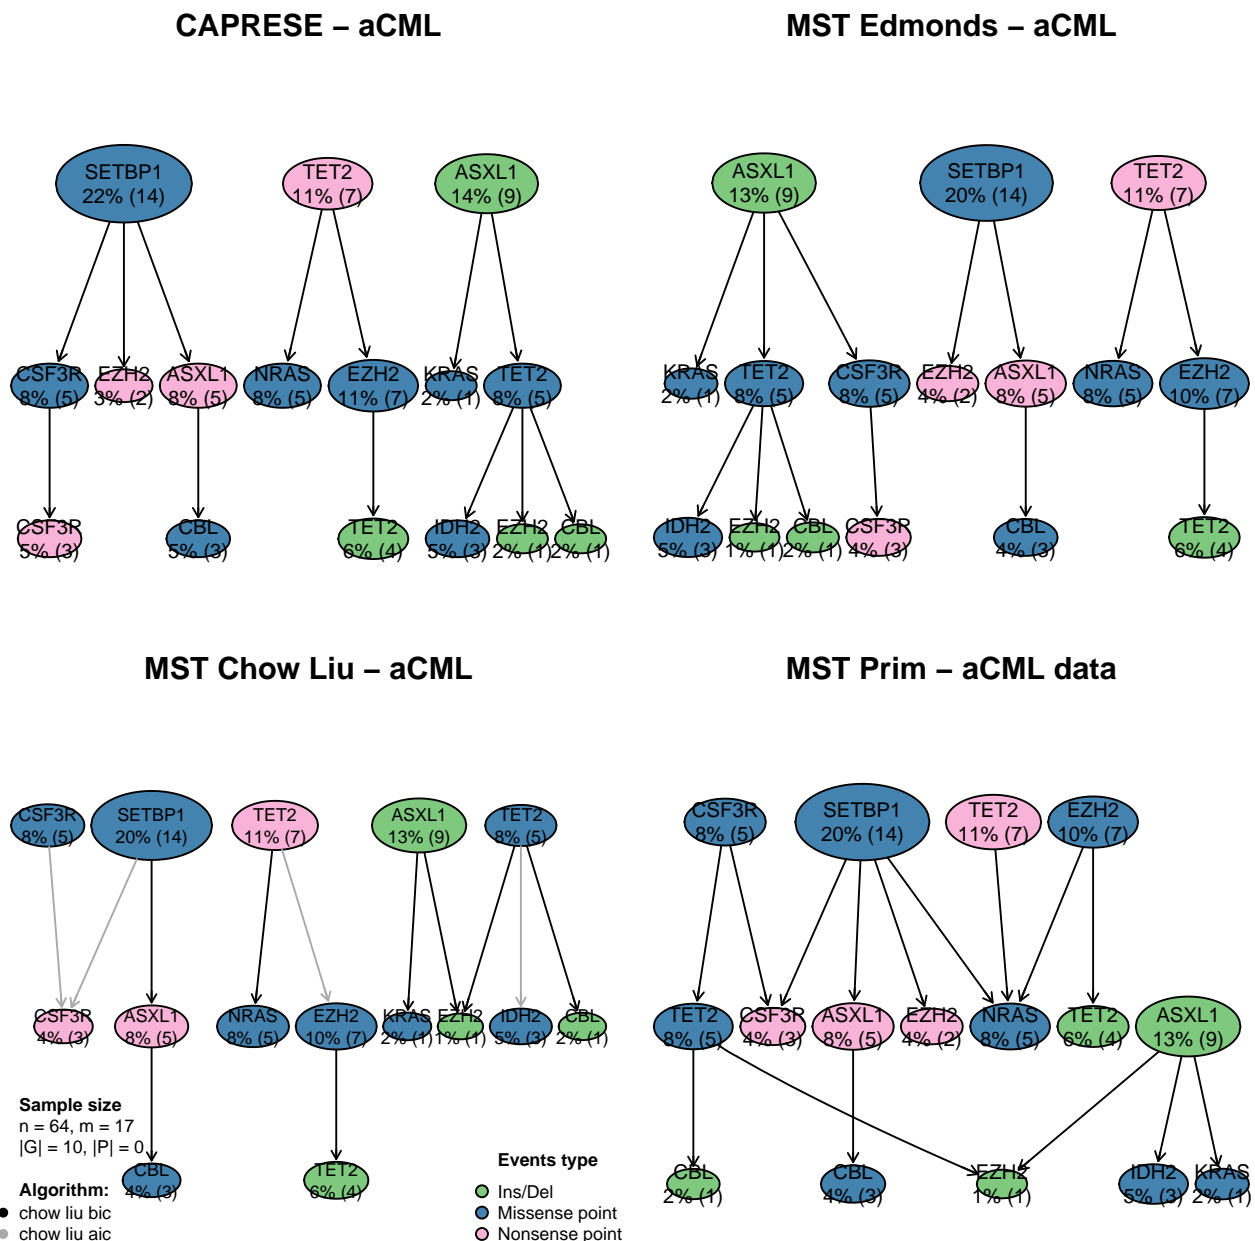 CAPRESE – aCML
SETBP1
22% (14)
TET2
11% (7)
ASXL1
14% (9)
CSF3R
8% (5)
EZH2
3% (2)
ASXL1
8% (5)
NRAS
8% (5)
EZH2
11% (7)
KRAS
2% (1)
TET2
8% (5)
CSF3R
5% (3)
CBL
5% (3)
TET2
6% (4)
IDH2
5% (3)
EZH2
2% (1)
CBL
2% (1)
MST Edmonds – aCML
ASXL1
13% (9)
SETBP1
20% (14)
TET2
11% (7)
KRAS
2% (1)
TET2
8% (5)
CSF3R
8% (5)
EZH2
4% (2)
ASXL1
8% (5)
NRAS
8% (5)
EZH2
10% (7)
IDH2
5% (3)
EZH2
1% (1)
CBL
2% (1)
CSF3R
4% (3)
CBL
4% (3)
TET2
6% (4)
MST Chow Liu – aCML
CSF3R
8% (5)
SETBP1
20% (14)
TET2
11% (7)
ASXL1
13% (9)
TET2
8% (5)
CSF3R
4% (3)
ASXL1
8% (5)
NRAS
8% (5)
EZH2
10% (7)
KRAS
2% (1)
EZH2
1% (1)
IDH2
5% (3)
CBL
2% (1)
CBL
4% (3)
TET2
6% (4)
Sample size
n = 64, m = 17
|G| = 10, |P| = 0
Algorithm:
chow liu bic
chow liu aic
Events type
Ins/Del
Missense point
Nonsense point
MST Prim – aCML data
CSF3R
8% (5)
SETBP1
20% (14)
TET2
11% (7)
EZH2
10% (7)
TET2
8% (5)
CSF3R
4% (3)
ASXL1
8% (5)
EZH2
4% (2)
NRAS
8% (5)
TET2
6% (4)
ASXL1
13% (9)
CBL
2% (1)
CBL
4% (3)
EZH2
1% (1)
IDH2
5% (3)
KRAS
2% (1)